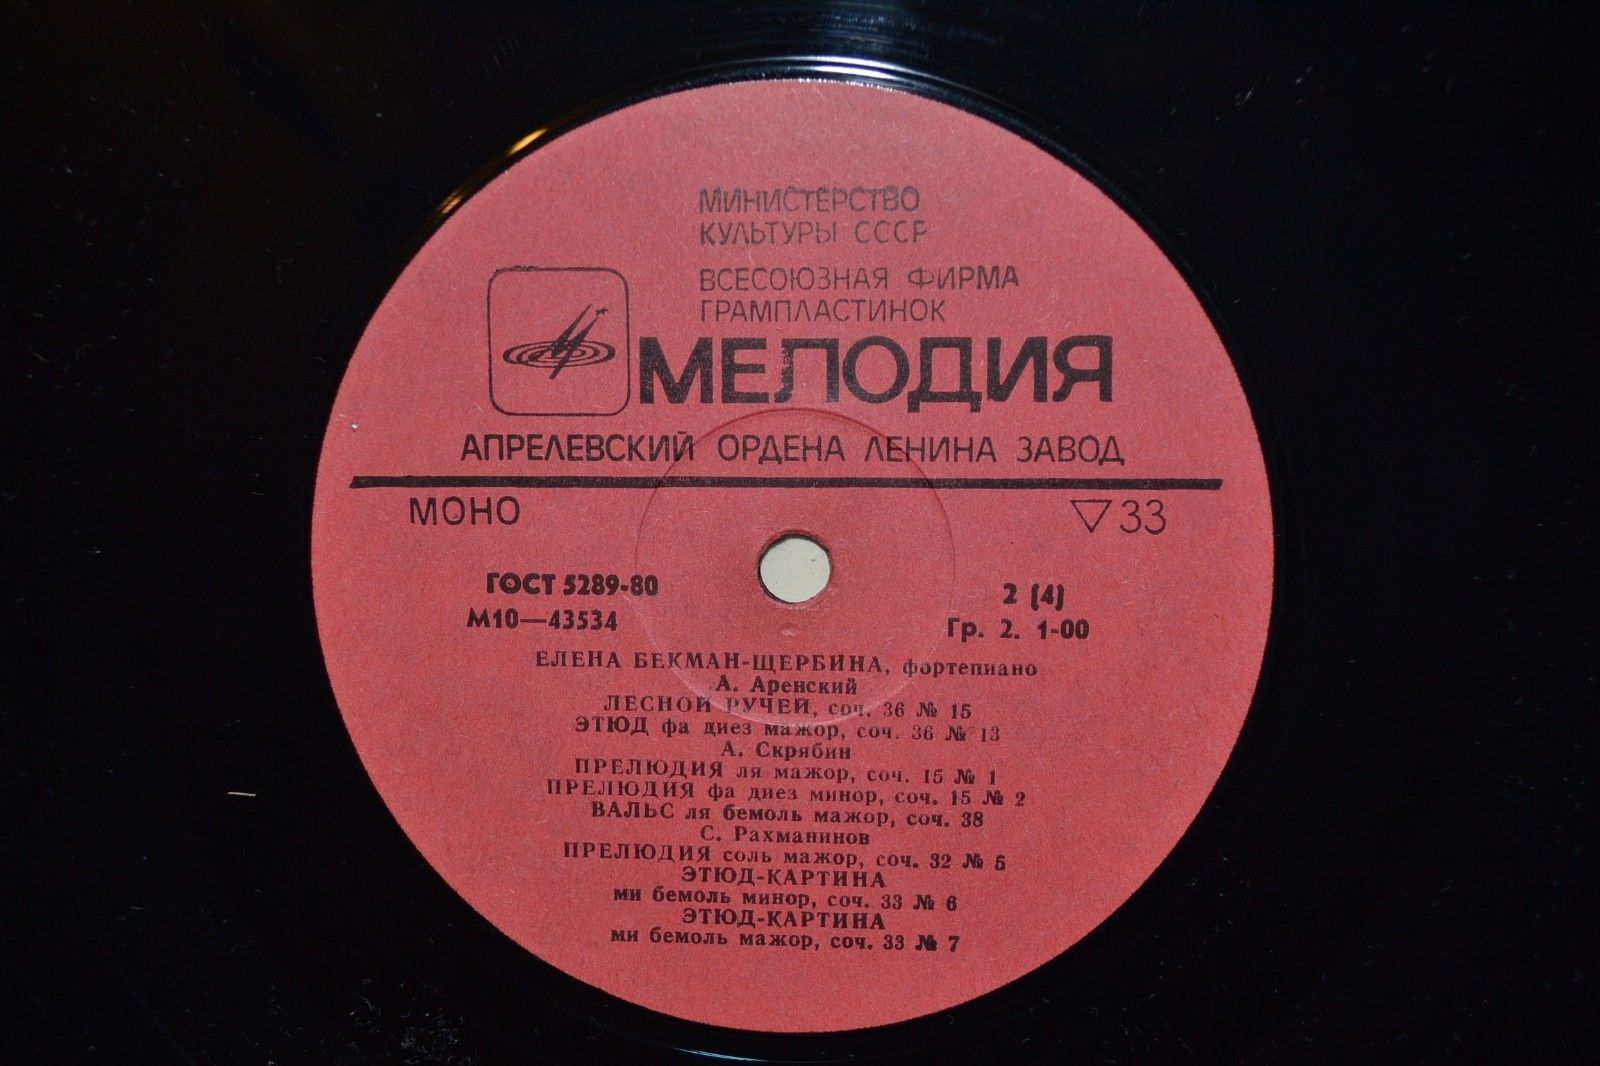 МИНИСТЕРСТВО
КУЛЬТУРЫ СССР
ВСЕСОЮЗНАЯ ФИРМА
ГРАМПЛАСТИНОК
МЕЛОДИЯ
АПРЕЛЕВСКИЙ ОРДЕНА ЛЕНИНА ЗАВОД
МОНО ▽33
ГОСТ 5289-80 2 (4)
М10—43534 Гр. 2. 1-00
ЕЛЕНА БЕКМАН-ЩЕРБИНА, фортепиано
А. Аренский
ЛЕСНОЙ РУЧЕЙ, соч. 36 № 15
ЭТЮД фа диез мажор, соч. 36 № 13
А. Скрябин
ПРЕЛЮДИЯ ля мажор, соч. 15 № 1
ПРЕЛЮДИЯ фа диез минор, соч. 15 № 2
ВАЛЬС ля бемоль мажор, соч. 38
С. Рахманинов
ПРЕЛЮДИЯ соль мажор, соч. 32 № 5
ЭТЮД-КАРТИНА
ми бемоль минор, соч. 33 № 6
ЭТЮД-КАРТИНА
ми бемоль мажор, соч. 33 № 7